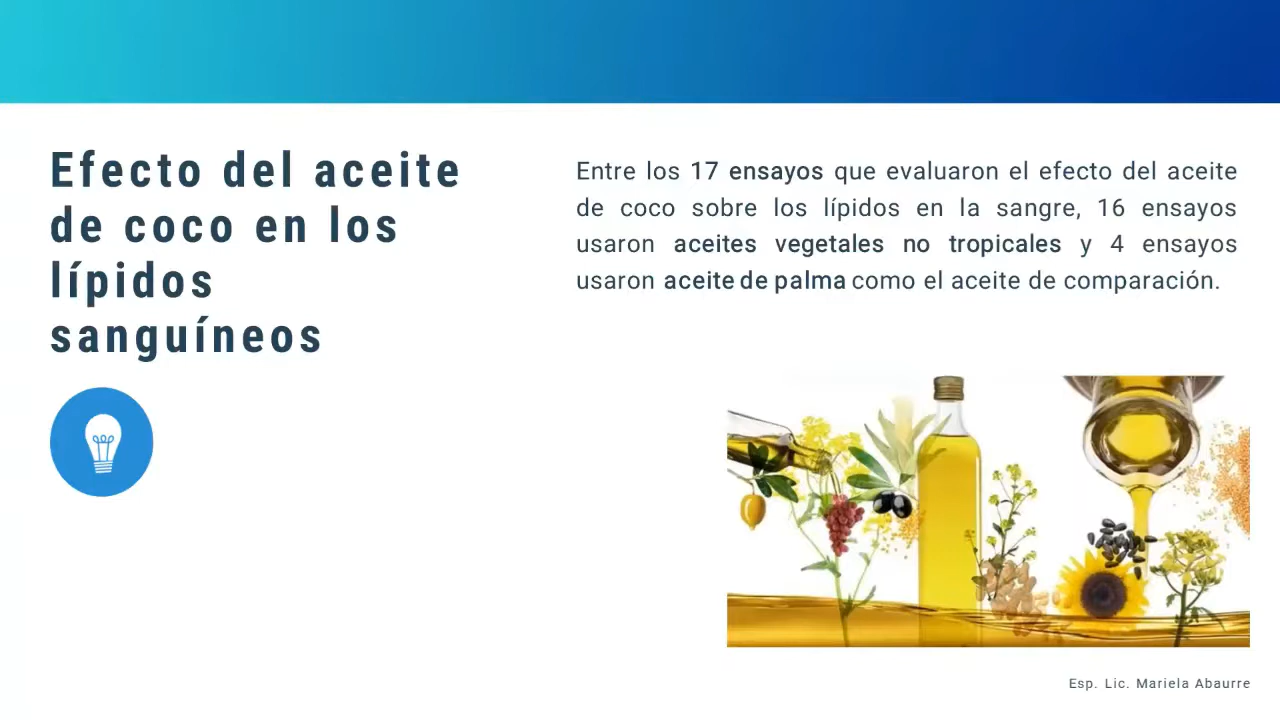 Efecto del aceite
de coco en los
lípidos
sanguíneos
Entre los 17 ensayos que evaluaron el efecto del aceite
de coco sobre los lípidos en la sangre, 16 ensayos
usaron aceites vegetales no tropicales y 4 ensayos
usaron aceite de palma como el aceite de comparación.
Esp. Lic. Mariela Abaurre